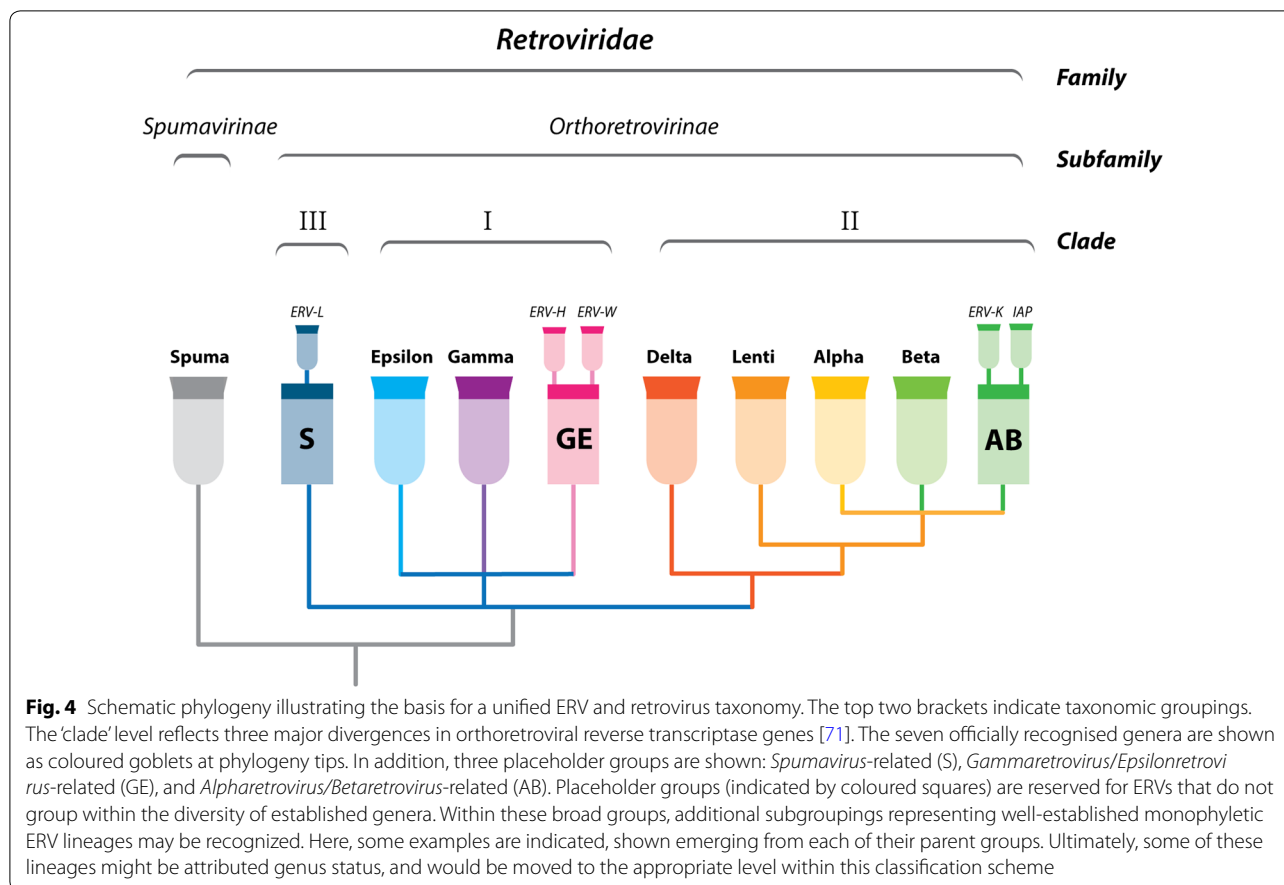 Retroviridae
Family
Spumavirinae Orthoretrovirinae
Subfamily
III I II
Clade
ERV-L ERV-H ERV-W ERV-K IAP
Spuma Epsilon Gamma Delta Lenti Alpha Beta
S GE AB
Fig. 4 Schematic phylogeny illustrating the basis for a unified ERV and retrovirus taxonomy. The top two brackets indicate taxonomic groupings.
The ‘clade’ level reflects three major divergences in orthoretroviral reverse transcriptase genes [71]. The seven officially recognised genera are shown
as coloured goblets at phylogeny tips. In addition, three placeholder groups are shown: Spumavirus-related (S), Gammaretrovirus/Epsilonretrovi
rus-related (GE), and Alpharetrovirus/Betaretrovirus-related (AB). Placeholder groups (indicated by coloured squares) are reserved for ERVs that do not
group within the diversity of established genera. Within these broad groups, additional subgroupings representing well-established monophyletic
ERV lineages may be recognized. Here, some examples are indicated, shown emerging from each of their parent groups. Ultimately, some of these
lineages might be attributed genus status, and would be moved to the appropriate level within this classification scheme